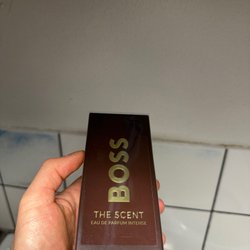 BOSS
THE SCENT
EAU DE PARFUM INTENSE